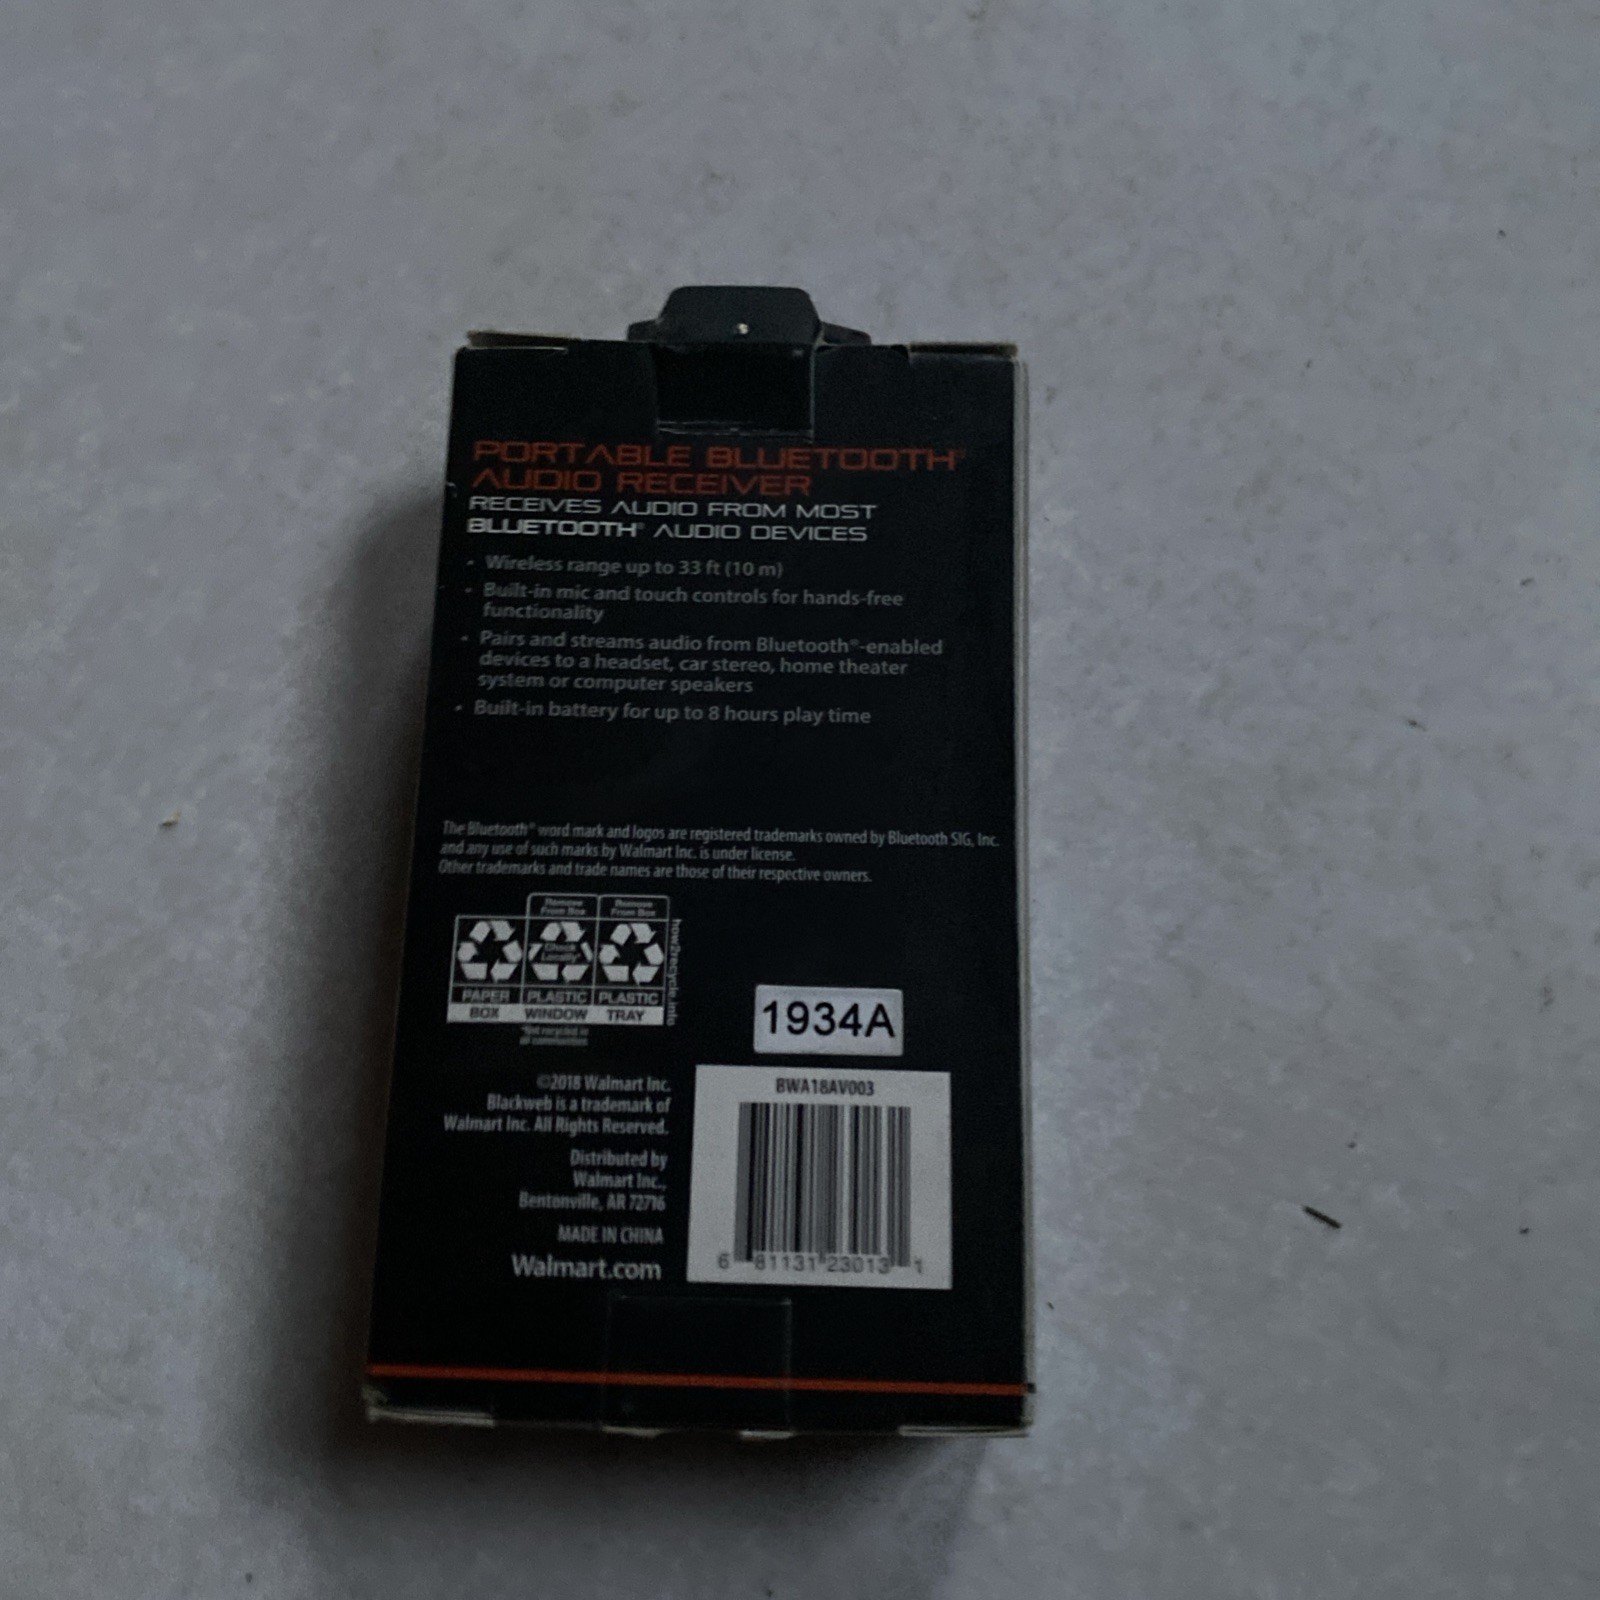 PORTABLE BLUETOOTH®
AUDIO RECEIVER
RECEIVES AUDIO FROM MOST
BLUETOOTH® AUDIO DEVICES
• Wireless range up to 33 ft (10 m)
• Built-in mic and touch controls for hands-free
functionality
• Pairs and streams audio from Bluetooth®-enabled
devices to a headset, car stereo, home theater
system or computer speakers
• Built-in battery for up to 8 hours play time
The Bluetooth® word mark and logos are registered trademarks owned by Bluetooth SIG, Inc.
and any use of such marks by Walmart Inc. is under license.
Other trademarks and trade names are those of their respective owners.
Remove
From Box
Remove
From Box
Check
Locally*
PAPER
BOX
PLASTIC
WINDOW
PLASTIC
TRAY
*Not recycled in
all communities
how2recycle.info
1934A
©2018 Walmart Inc.
Blackweb is a trademark of
Walmart Inc. All Rights Reserved.
Distributed by
Walmart Inc.,
Bentonville, AR 72716
MADE IN CHINA
Walmart.com
BWA18AV003
6 81131 23013 1